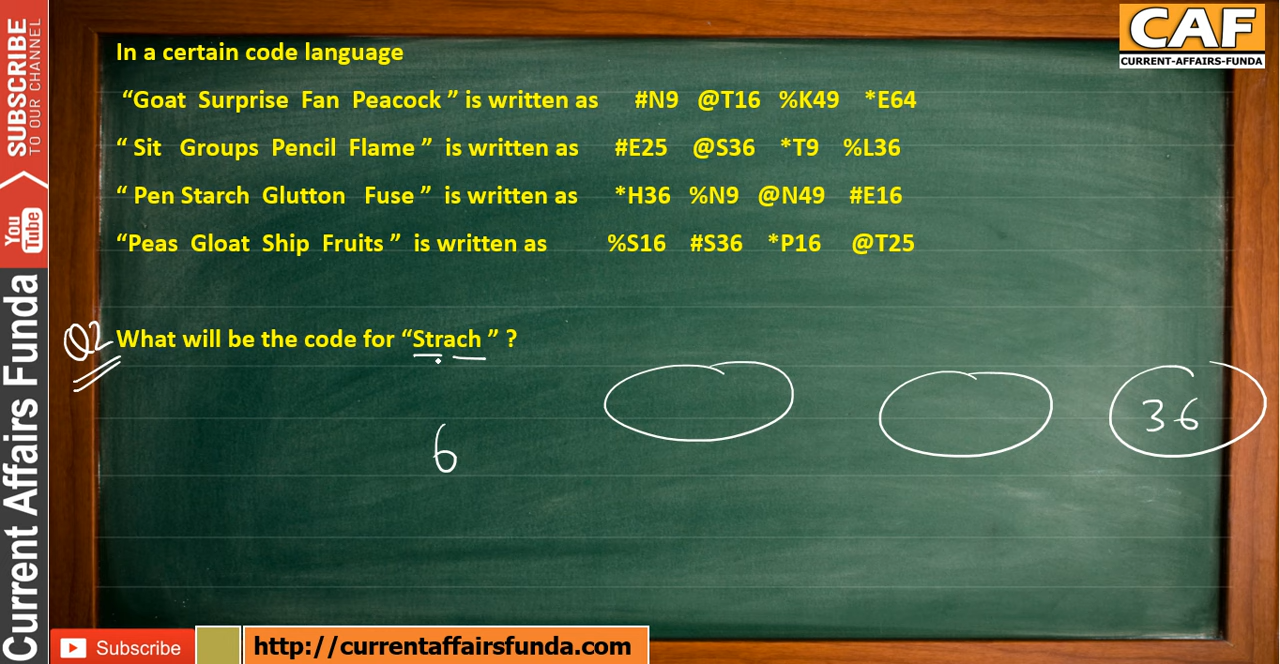 SUBSCRIBE
TO OUR CHANNEL
You
Tube
Current Affairs Funda
CAF
CURRENT-AFFAIRS-FUNDA
In a certain code language
“Goat Surprise Fan Peacock ” is written as #N9 @T16 %K49 *E64
“ Sit Groups Pencil Flame ” is written as #E25 @S36 *T9 %L36
“ Pen Starch Glutton Fuse ” is written as *H36 %N9 @N49 #E16
“Peas Gloat Ship Fruits ” is written as %S16 #S36 *P16 @T25
Q2 What will be the code for “Strach ” ?
6
36
Subscribe
http://currentaffairsfunda.com